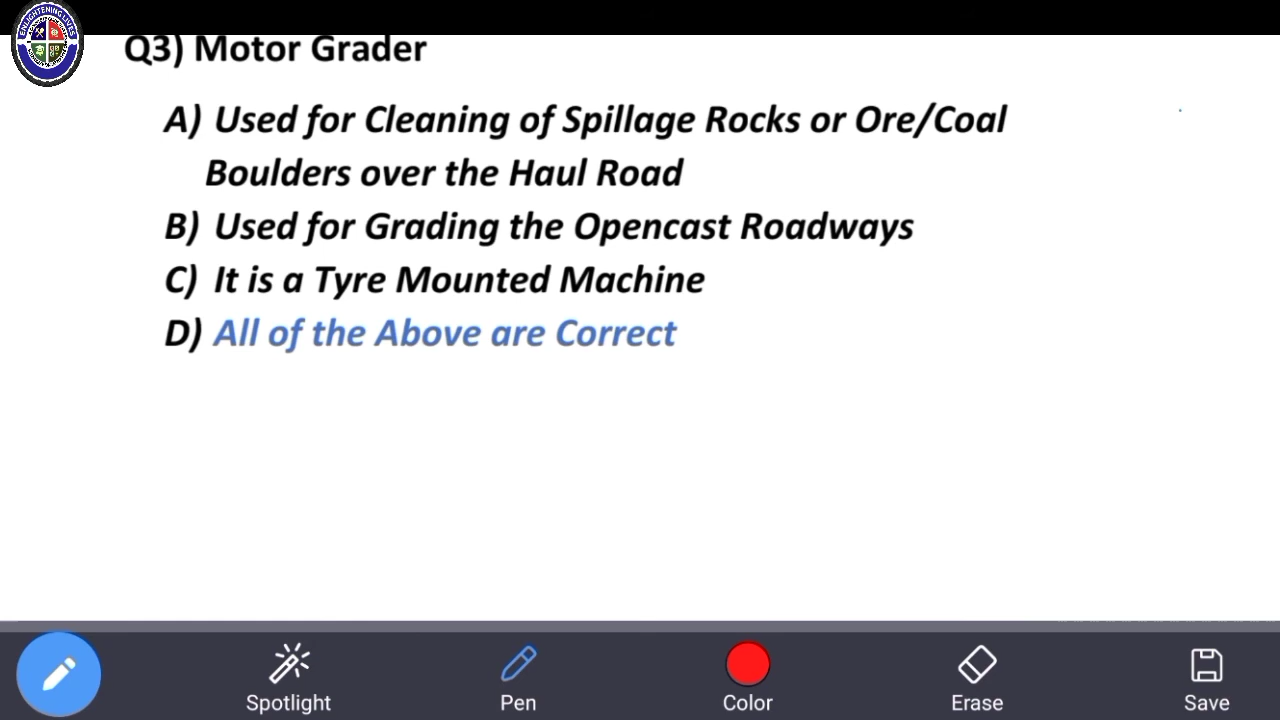 ENLIGHTENING LIVES
Q3) Motor Grader
A) Used for Cleaning of Spillage Rocks or Ore/Coal
Boulders over the Haul Road
B) Used for Grading the Opencast Roadways
C) It is a Tyre Mounted Machine
D) All of the Above are Correct
Spotlight
Pen
Color
Erase
Save